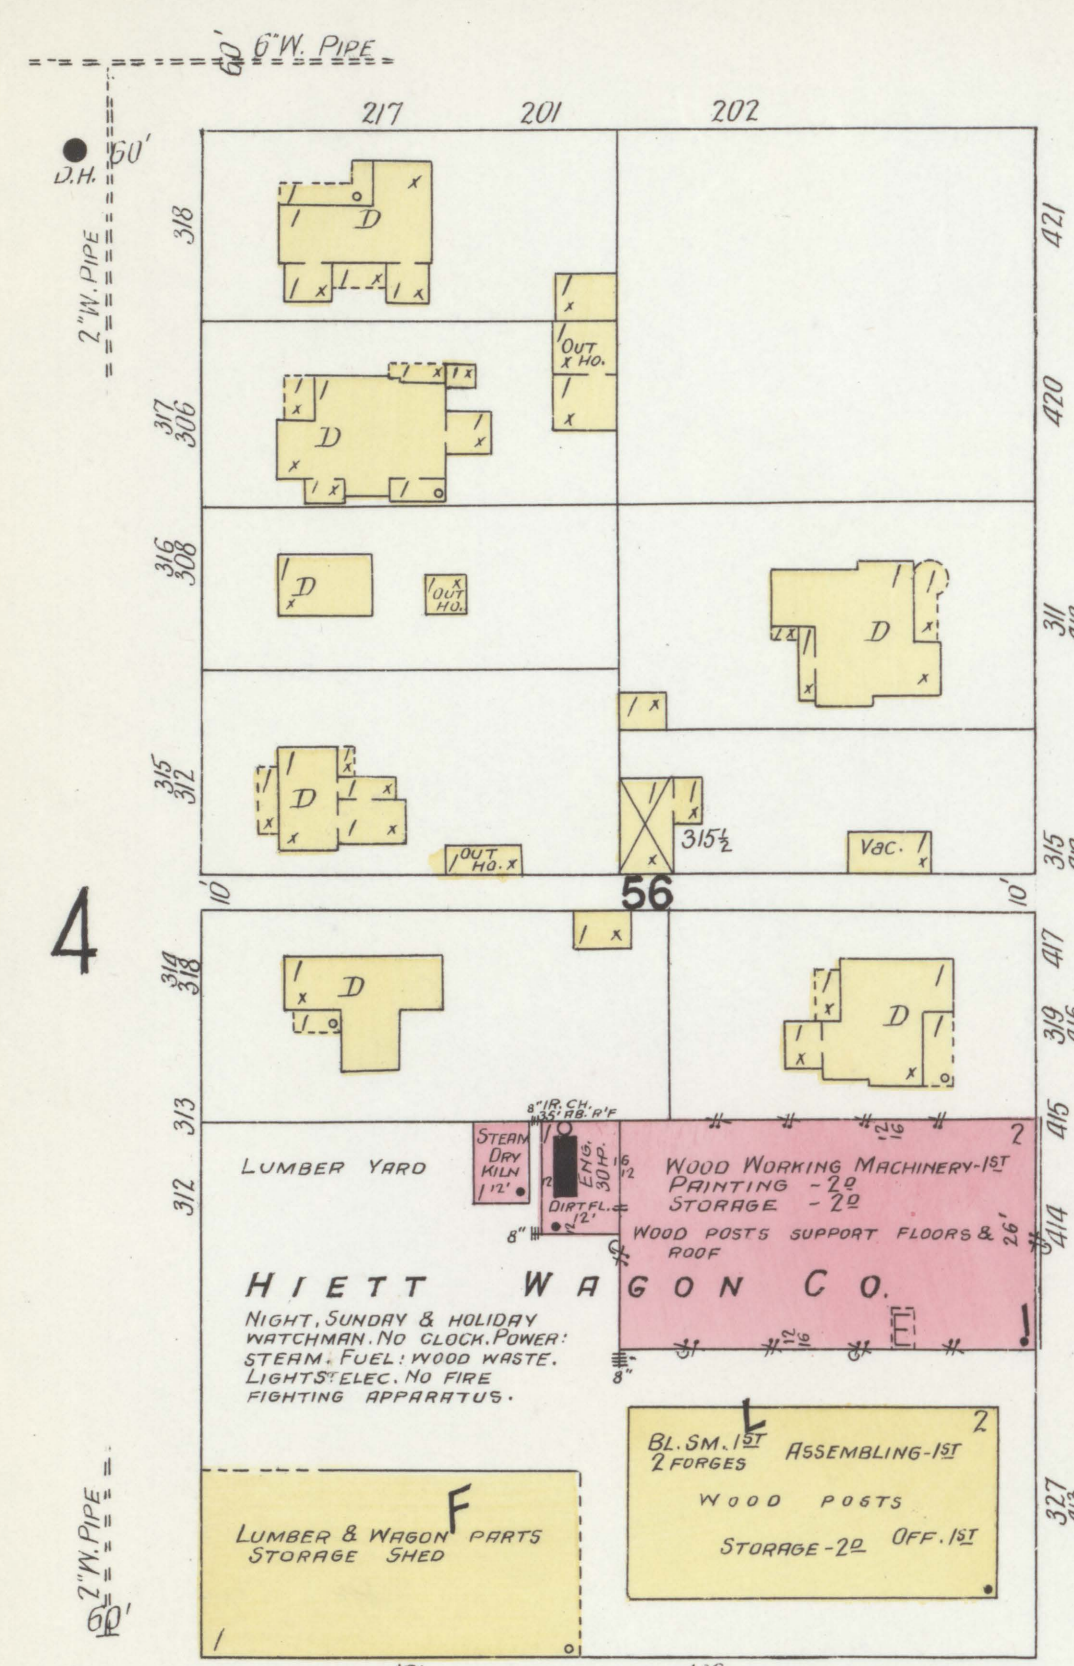 6" W. PIPE
60'
217 201 202
D.H.
60'
2" W. PIPE
318
D
421
OUT
HO.
317
306
D
420
316
308
D
OUT
HO.
D
311
315
312
D
OUT
HO.
315½
VAC.
315
10'
56
10'
4
314
318
D
D
417
319
313
8" IR. CH.
35' AB. R'F
415
312
LUMBER YARD
STEAM
DRY
KILN
1 12'
ENG.
30 HP.
DIRT FL.
12'
8"
16
12
12
16
2
WOOD WORKING MACHINERY-1ST
PAINTING - 2D
STORAGE - 2D
WOOD POSTS SUPPORT FLOORS &
ROOF
26'
414
HIETT WAGON CO.
NIGHT, SUNDAY & HOLIDAY
WATCHMAN. NO CLOCK. POWER:
STEAM. FUEL: WOOD WASTE.
LIGHTS: ELEC. NO FIRE
FIGHTING APPARATUS.
E
12
16
8"
L
2
BL. SM. 1ST
2 FORGES
ASSEMBLING-1ST
WOOD POSTS
STORAGE-2D
OFF. 1ST
327
F
LUMBER & WAGON PARTS
STORAGE SHED
2" W. PIPE
60'